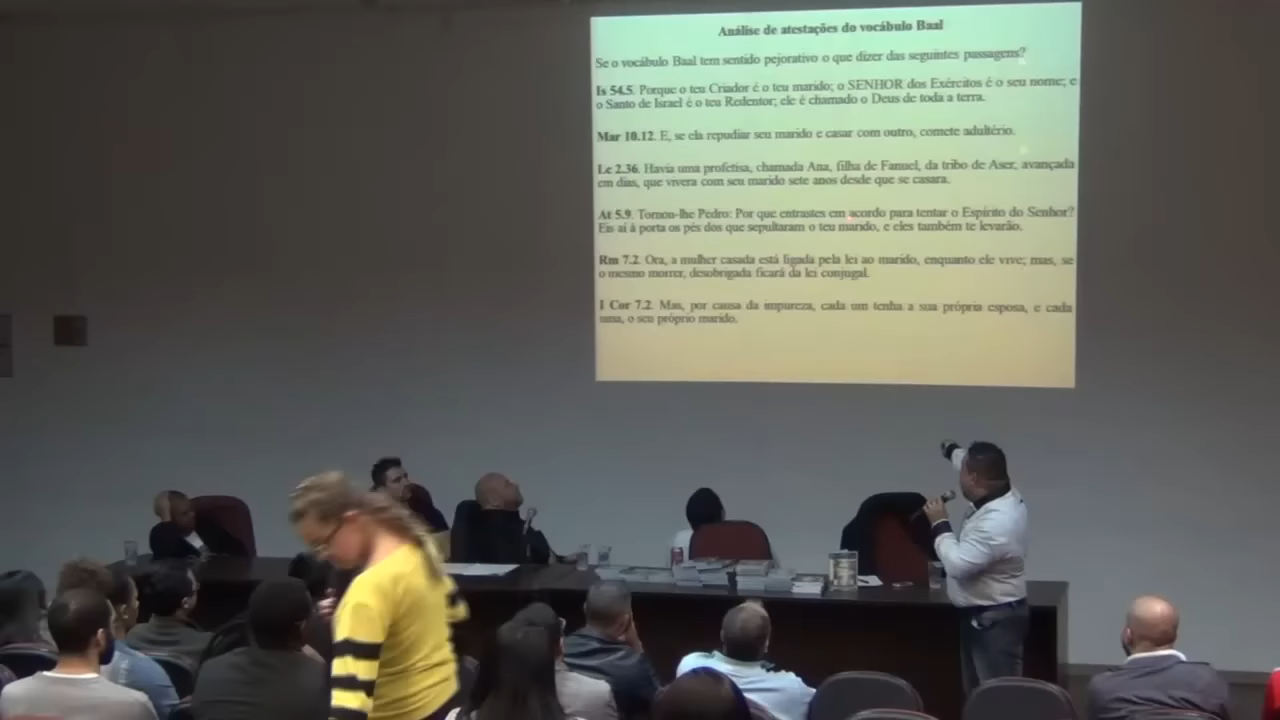 Análise de atestações do vocábulo Baal
Se o vocábulo Baal tem sentido pejorativo o que dizer das seguintes passagens?
Is 54.5. Porque o teu Criador é o teu marido; o SENHOR dos Exércitos é o seu nome; e
o Santo de Israel é o teu Redentor; ele é chamado o Deus de toda a terra.
Mar 10.12. E, se ela repudiar seu marido e casar com outro, comete adultério.
Lc 2.36. Havia uma profetisa, chamada Ana, filha de Fanuel, da tribo de Aser, avançada
em dias, que vivera com seu marido sete anos desde que se casara.
At 5.9. Tornou-lhe Pedro: Por que entrastes em acordo para tentar o Espírito do Senhor?
Eis aí à porta os pés dos que sepultaram o teu marido, e eles também te levarão.
Rm 7.2. Ora, a mulher casada está ligada pela lei ao marido, enquanto ele vive; mas, se
o mesmo morrer, desobrigada ficará da lei conjugal.
I Cor 7.2. Mas, por causa da impureza, cada um tenha a sua própria esposa, e cada
uma, o seu próprio marido.